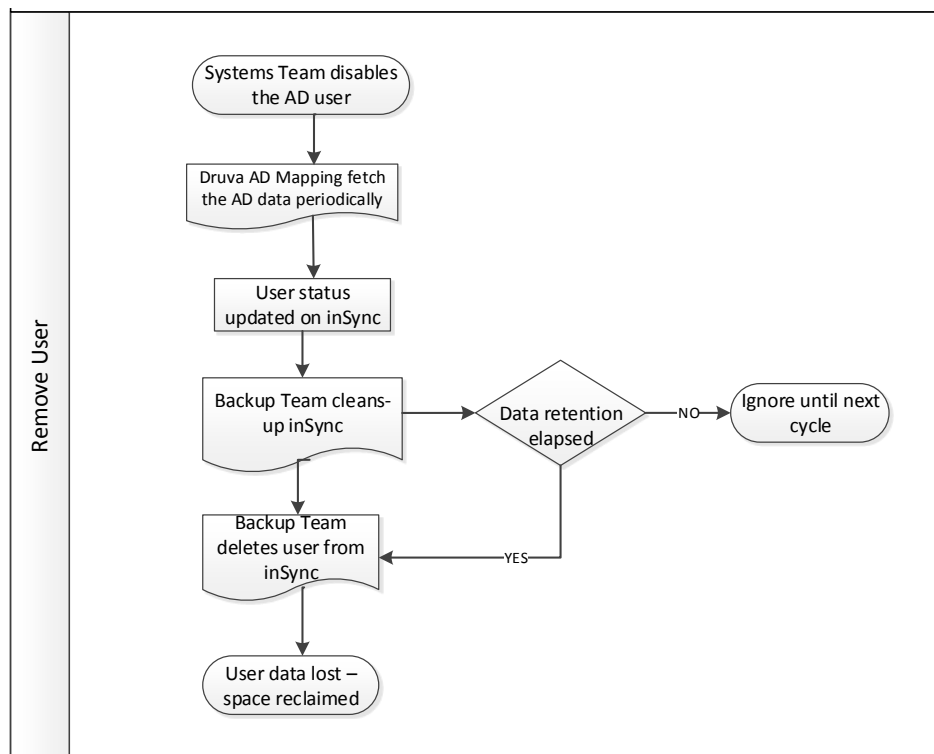 Remove User
Systems Team disables
the AD user
Druva AD Mapping fetch
the AD data periodically
User status
updated on inSync
Backup Team cleans-
up inSync
Data retention
elapsed
NO
Ignore until next
cycle
Backup Team
deletes user from
inSync
YES
User data lost –
space reclaimed